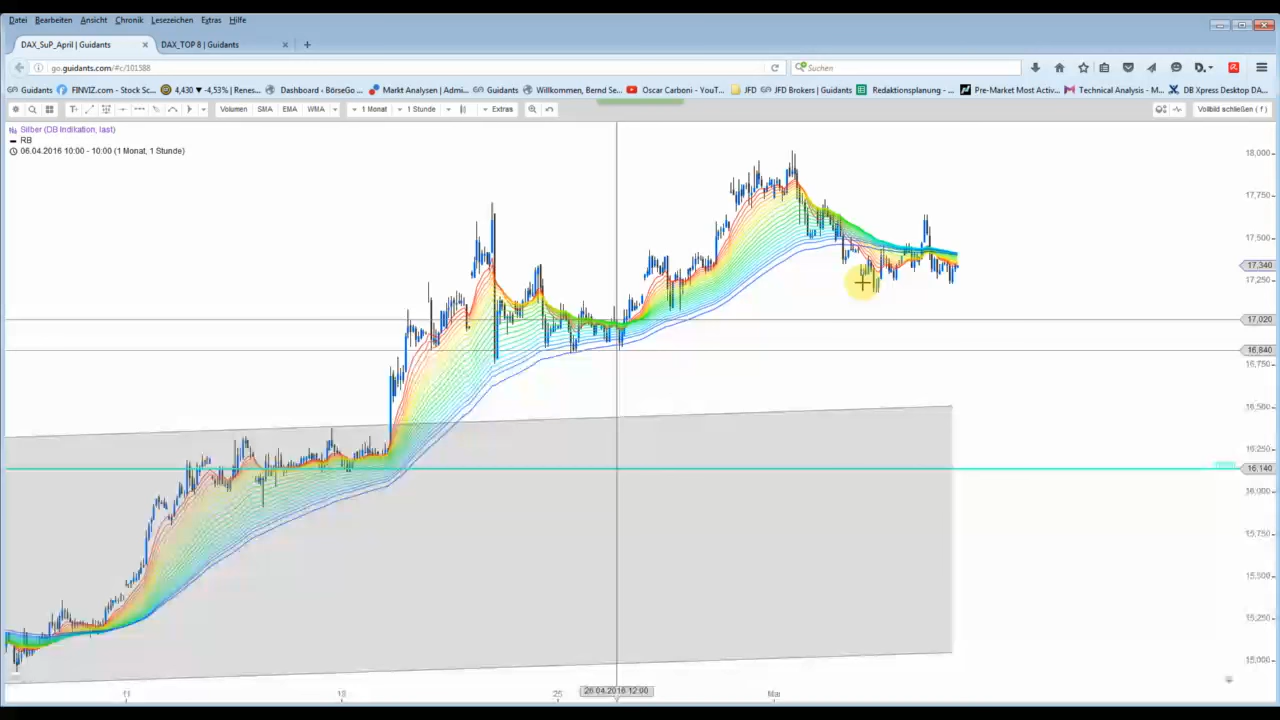 Datei Bearbeiten Ansicht Chronik Lesezeichen Extras Hilfe
DAX_SuP_April | Guidants DAX_TOP 8 | Guidants
go.guidants.com/#c/101588 Suchen
Guidants FINVIZ.com - Stock Sc... 4,430 ▼ -4,53% | Renes... Dashboard ‹ BörseGo ... Markt Analysen | Admi... Guidants Willkommen, Bernd Se... Oscar Carboni - YouT... JFD JFD Brokers | Guidants Redaktionsplanung - ... Pre-Market Most Activ... Technical Analysis - M... DB Xpress Desktop DA...
Volumen SMA EMA WMA 1 Monat 1 Stunde Extras Vollbild schließen ( f )
Silber (DB Indikation, last)
RB
06.04.2016 10:00 - 10:00 (1 Monat, 1 Stunde)
18,000
17,750
17,500
17,340
17,250
17,020
16,840
16,750
16,500
16,250
16,140
16,000
15,750
15,500
15,250
15,000
11 18 25 26.04.2016 12:00 Mai